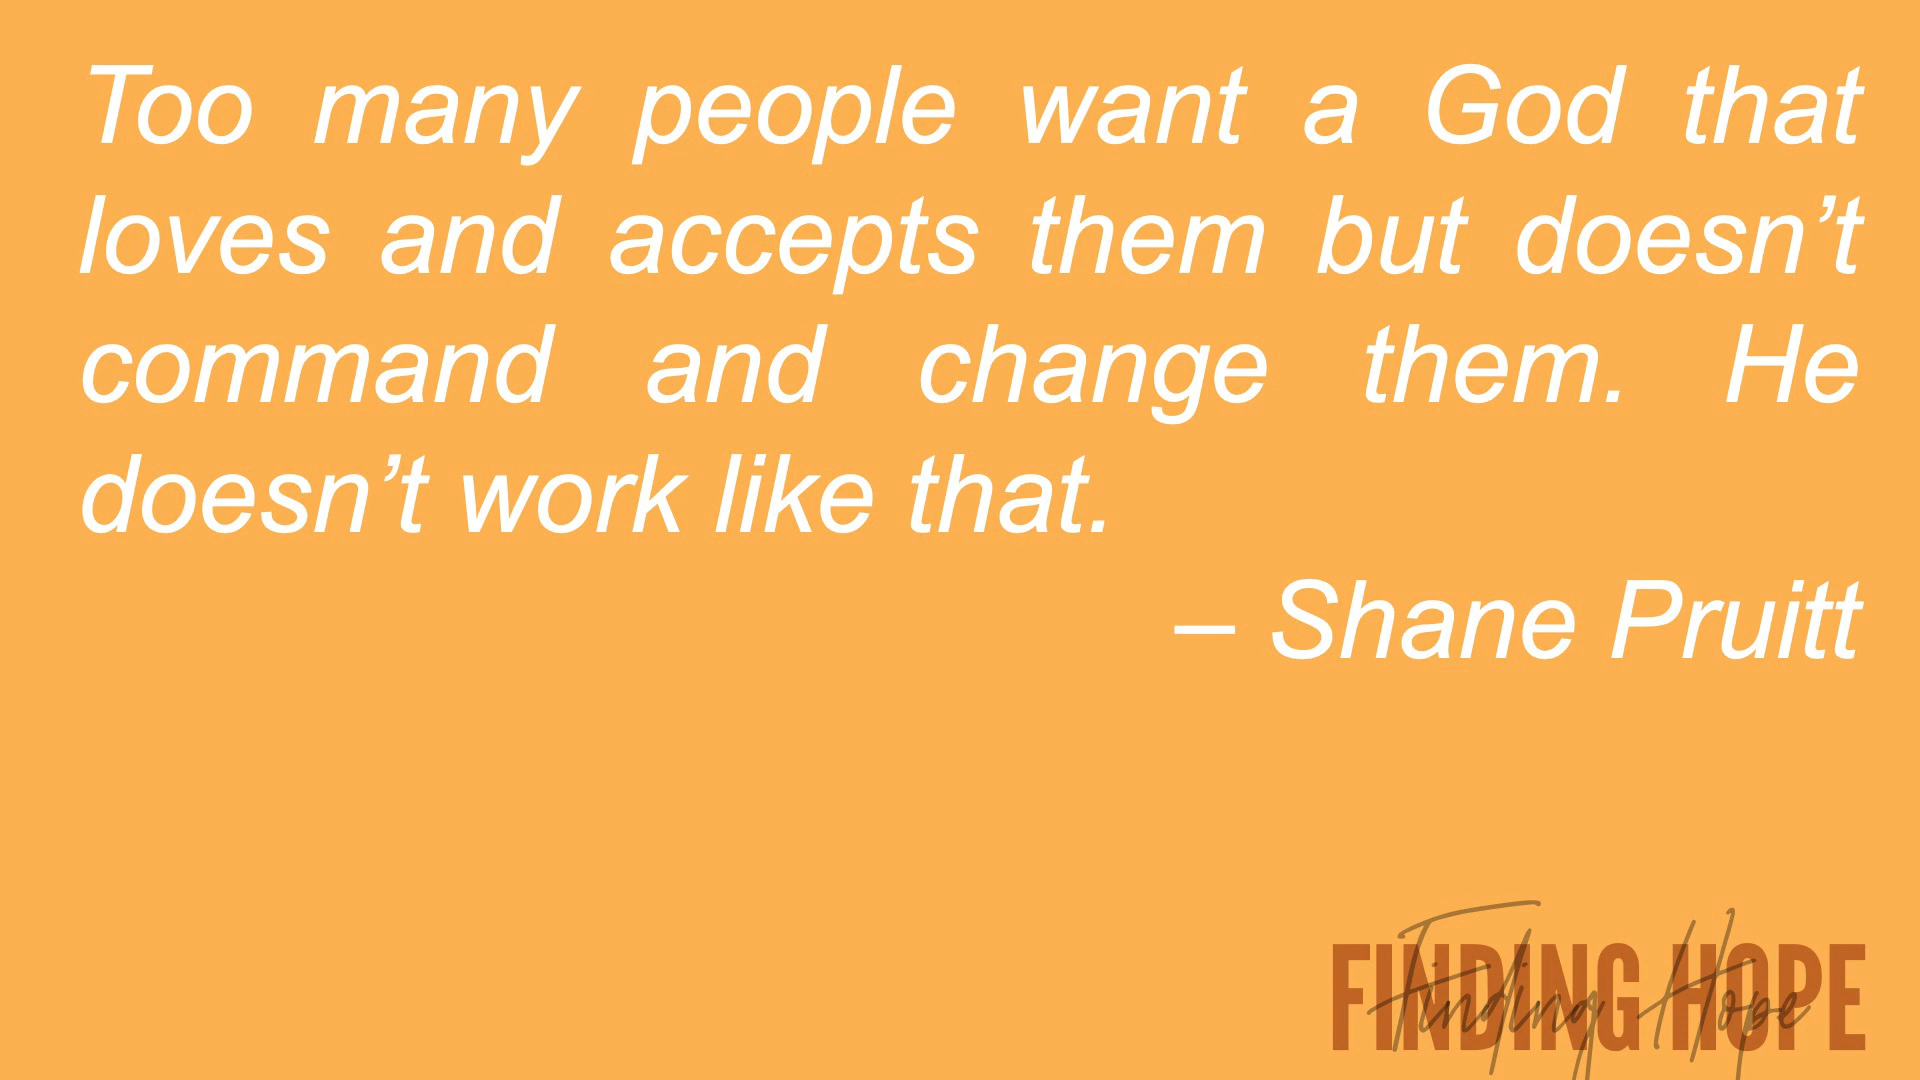 Too many people want a God that
loves and accepts them but doesn’t
command and change them. He
doesn’t work like that.
– Shane Pruitt
FINDING HOPE
Finding Hope